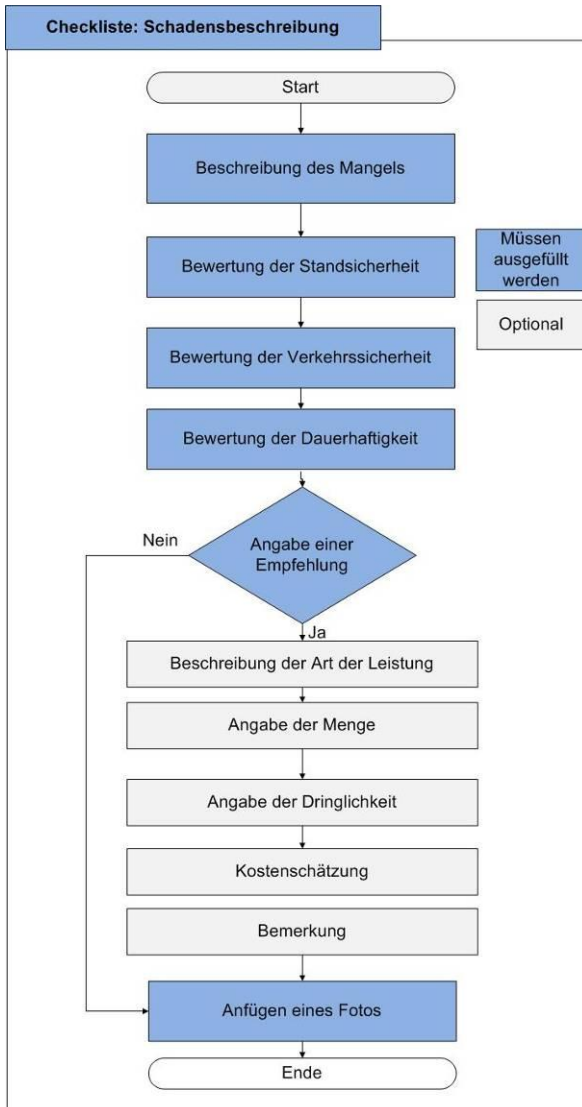 Checkliste: Schadensbeschreibung
Start
Beschreibung des Mangels
Bewertung der Standsicherheit
Müssen
ausgefüllt
werden
Optional
Bewertung der Verkehrssicherheit
Bewertung der Dauerhaftigkeit
Nein
Angabe einer
Empfehlung
Ja
Beschreibung der Art der Leistung
Angabe der Menge
Angabe der Dringlichkeit
Kostenschätzung
Bemerkung
Anfügen eines Fotos
Ende